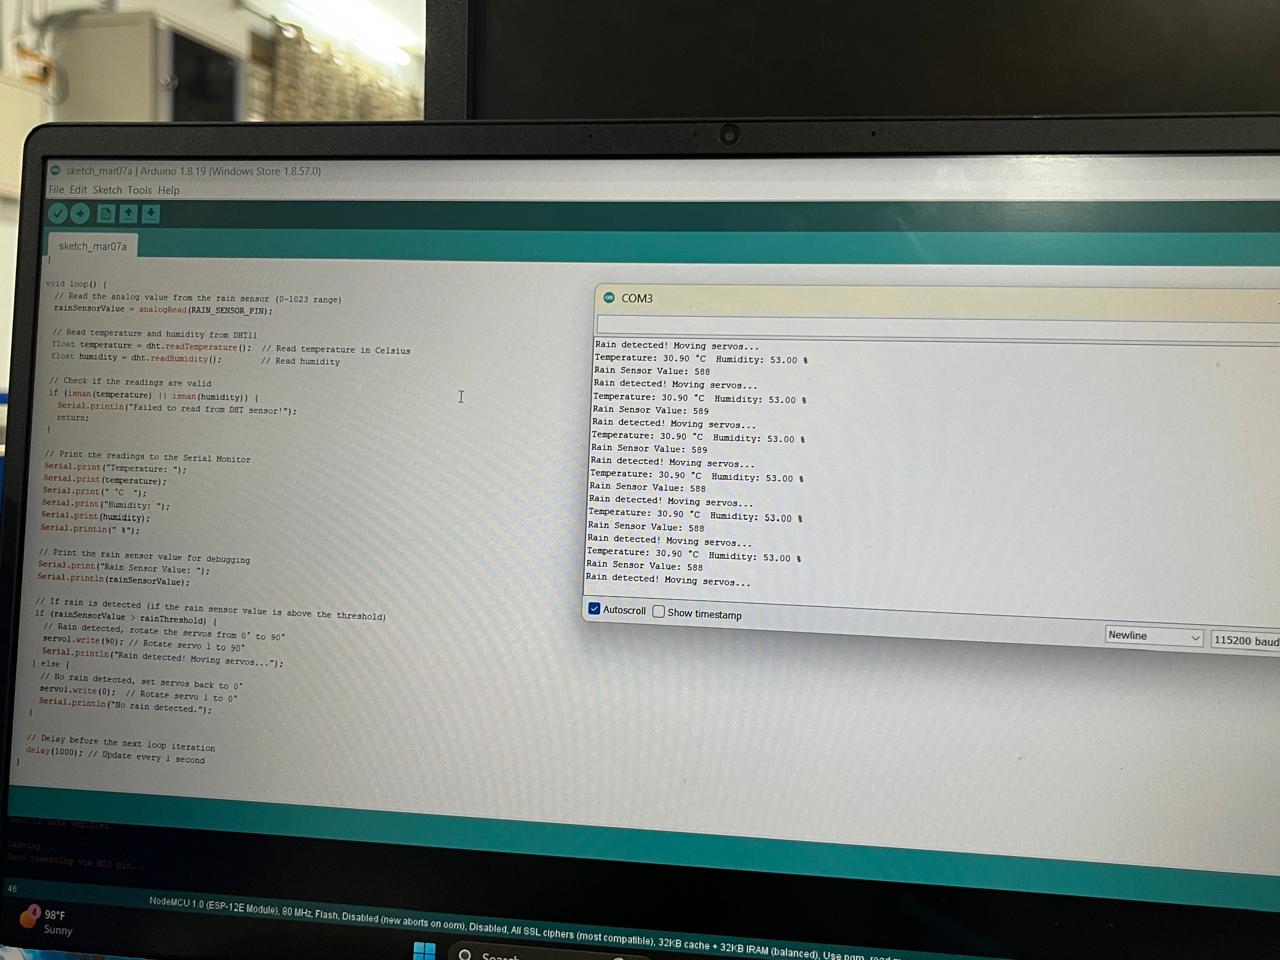 sketch_mar07a | Arduino 1.8.19 (Windows Store 1.8.57.0)
File Edit Sketch Tools Help
sketch_mar07a
}
void loop() {
// Read the analog value from the rain sensor (0-1023 range)
rainSensorValue = analogRead(RAIN_SENSOR_PIN);
// Read temperature and humidity from DHT11
float temperature = dht.readTemperature(); // Read temperature in Celsius
float humidity = dht.readHumidity(); // Read humidity
// Check if the readings are valid
if (isnan(temperature) || isnan(humidity)) {
Serial.println("Failed to read from DHT sensor!");
return;
}
// Print the readings to the Serial Monitor
Serial.print("Temperature: ");
Serial.print(temperature);
Serial.print(" °C ");
Serial.print("Humidity: ");
Serial.print(humidity);
Serial.println(" %");
// Print the rain sensor value for debugging
Serial.print("Rain Sensor Value: ");
Serial.println(rainSensorValue);
// If rain is detected (if the rain sensor value is above the threshold)
if (rainSensorValue > rainThreshold) {
// Rain detected, rotate the servos from 0° to 90°
servo1.write(90); // Rotate servo 1 to 90°
Serial.println("Rain detected! Moving servos...");
} else {
// No rain detected, set servos back to 0°
servo1.write(0); // Rotate servo 1 to 0°
Serial.println("No rain detected.");
}
// Delay before the next loop iteration
delay(1000); // Update every 1 second
}
COM3
Rain detected! Moving servos...
Temperature: 30.90 °C Humidity: 53.00 %
Rain Sensor Value: 588
Rain detected! Moving servos...
Temperature: 30.90 °C Humidity: 53.00 %
Rain Sensor Value: 589
Rain detected! Moving servos...
Temperature: 30.90 °C Humidity: 53.00 %
Rain Sensor Value: 589
Rain detected! Moving servos...
Temperature: 30.90 °C Humidity: 53.00 %
Rain Sensor Value: 588
Rain detected! Moving servos...
Temperature: 30.90 °C Humidity: 53.00 %
Rain Sensor Value: 588
Rain detected! Moving servos...
Temperature: 30.90 °C Humidity: 53.00 %
Rain Sensor Value: 588
Rain detected! Moving servos...
Autoscroll Show timestamp
Newline
115200 baud
Leaving...
Hard resetting via RTS pin...
46
NodeMCU 1.0 (ESP-12E Module), 80 MHz, Flash, Disabled (new aborts on oom), Disabled, All SSL ciphers (most compatible), 32KB cache + 32KB IRAM (balanced), Use pgm_read
4
98°F
Sunny
Search